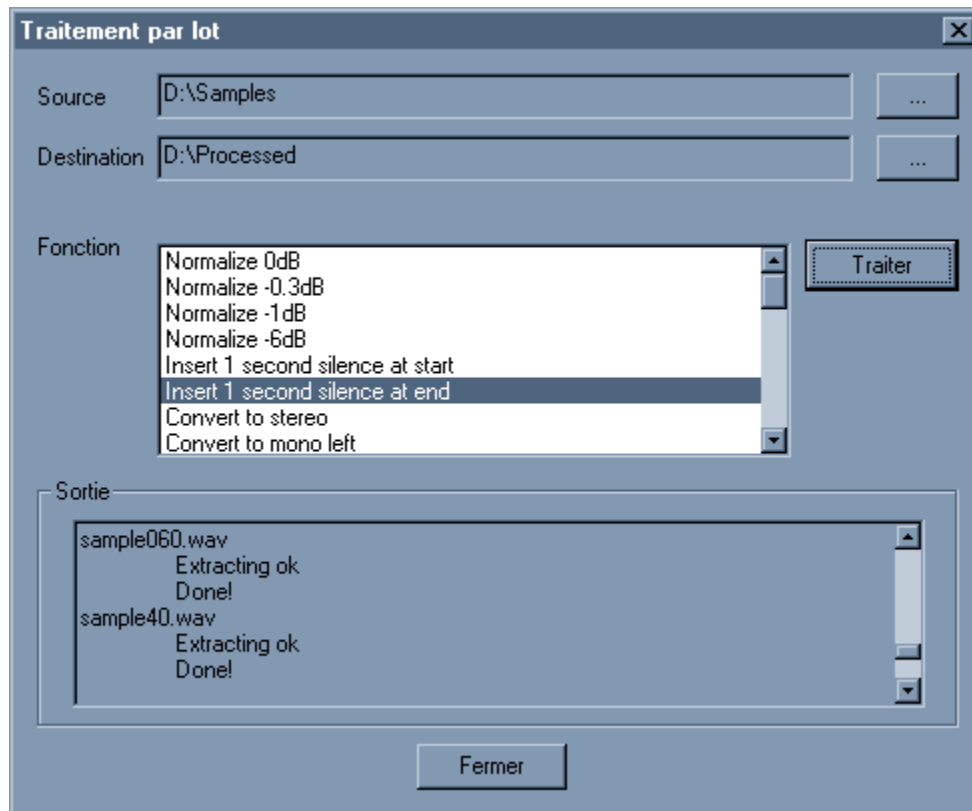 Traitement par lot
Source D:\Samples ...
Destination D:\Processed ...
Fonction
Normalize 0dB
Normalize -0.3dB
Normalize -1dB
Normalize -6dB
Insert 1 second silence at start
Insert 1 second silence at end
Convert to stereo
Convert to mono left
Traiter
Sortie
sample060.wav
Extracting ok
Done!
sample40.wav
Extracting ok
Done!
Fermer